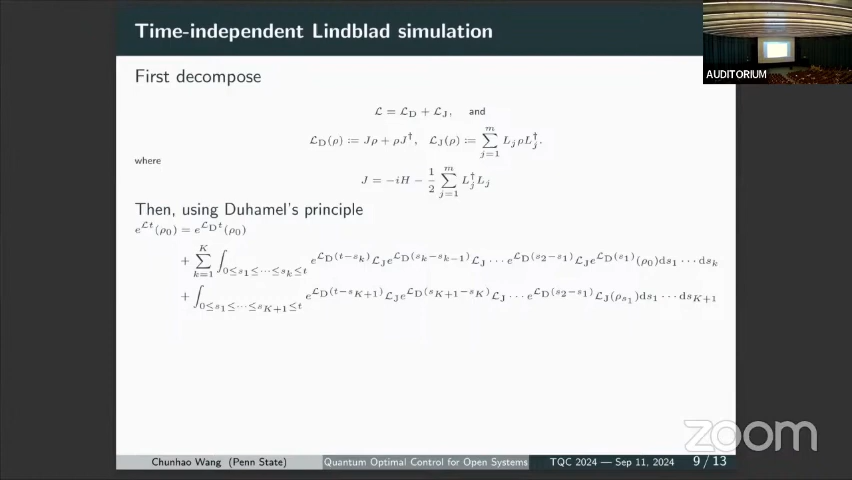 Time-independent Lindblad simulation
AUDITORIUM
First decompose
ℒ = ℒ_D + ℒ_J, and
ℒ_D(ρ) ≔ Jρ + ρJ†, ℒ_J(ρ) ≔ ∑_{j=1}^{m} L_j ρ L_j†.
where
J = −iH − 1/2 ∑_{j=1}^{m} L_j† L_j
Then, using Duhamel's principle
e^{ℒt}(ρ_0) = e^{ℒ_D t}(ρ_0)
+ ∑_{k=1}^{K} ∫_{0≤s_1≤⋯≤s_k≤t} e^{ℒ_D(t−s_k)} ℒ_J e^{ℒ_D(s_k−s_{k−1})} ℒ_J ⋯ e^{ℒ_D(s_2−s_1)} ℒ_J e^{ℒ_D(s_1)}(ρ_0) ds_1 ⋯ ds_k
+ ∫_{0≤s_1≤⋯≤s_{K+1}≤t} e^{ℒ_D(t−s_{K+1})} ℒ_J e^{ℒ_D(s_{K+1}−s_K)} ℒ_J ⋯ e^{ℒ_D(s_2−s_1)} ℒ_J(ρ_{s_1}) ds_1 ⋯ ds_{K+1}
zoom
Chunhao Wang (Penn State) Quantum Optimal Control for Open Systems TQC 2024 — Sep 11, 2024 9 / 13